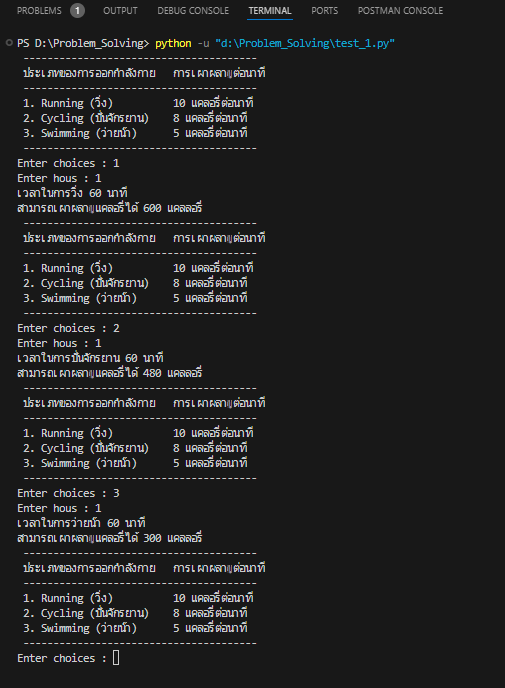 PROBLEMS 1 OUTPUT DEBUG CONSOLE TERMINAL PORTS POSTMAN CONSOLE
PS D:\Problem_Solving> python -u "d:\Problem_Solving\test_1.py"
---------------------------------------
ประเภทของการออกกำลังกาย การเผาผลาญต่อนาที
---------------------------------------
1. Running (วิ่ง) 10 แคลอรี่ต่อนาที
2. Cycling (ปั่นจักรยาน) 8 แคลอรี่ต่อนาที
3. Swimming (ว่ายน้ำ) 5 แคลอรี่ต่อนาที
---------------------------------------
Enter choices : 1
Enter hous : 1
เวลาในการวิ่ง 60 นาที
สามารถเผาผลาญแคลอรี่ได้ 600 แคลลอรี่
---------------------------------------
ประเภทของการออกกำลังกาย การเผาผลาญต่อนาที
---------------------------------------
1. Running (วิ่ง) 10 แคลอรี่ต่อนาที
2. Cycling (ปั่นจักรยาน) 8 แคลอรี่ต่อนาที
3. Swimming (ว่ายน้ำ) 5 แคลอรี่ต่อนาที
---------------------------------------
Enter choices : 2
Enter hous : 1
เวลาในการปั่นจักรยาน 60 นาที
สามารถเผาผลาญแคลอรี่ได้ 480 แคลลอรี่
---------------------------------------
ประเภทของการออกกำลังกาย การเผาผลาญต่อนาที
---------------------------------------
1. Running (วิ่ง) 10 แคลอรี่ต่อนาที
2. Cycling (ปั่นจักรยาน) 8 แคลอรี่ต่อนาที
3. Swimming (ว่ายน้ำ) 5 แคลอรี่ต่อนาที
---------------------------------------
Enter choices : 3
Enter hous : 1
เวลาในการว่ายน้ำ 60 นาที
สามารถเผาผลาญแคลอรี่ได้ 300 แคลลอรี่
---------------------------------------
ประเภทของการออกกำลังกาย การเผาผลาญต่อนาที
---------------------------------------
1. Running (วิ่ง) 10 แคลอรี่ต่อนาที
2. Cycling (ปั่นจักรยาน) 8 แคลอรี่ต่อนาที
3. Swimming (ว่ายน้ำ) 5 แคลอรี่ต่อนาที
---------------------------------------
Enter choices :